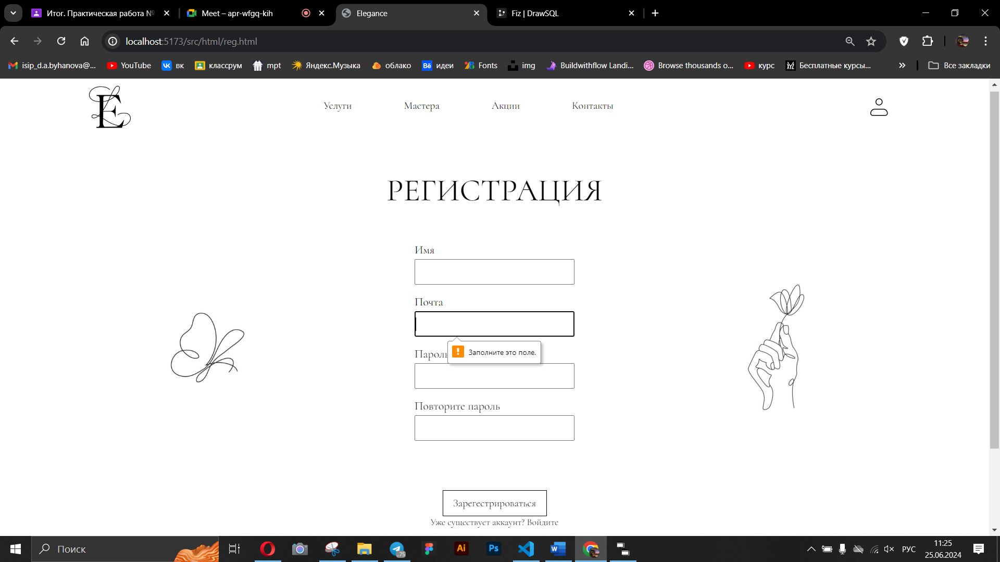 Итог. Практическая работа №
Meet – apr-wfgq-kih
Elegance
Fiz | DrawSQL
localhost:5173/src/html/reg.html
isip_d.a.byhanova@...
YouTube
вк
классрум
mpt
Яндекс.Музыка
облако
идеи
Fonts
img
Buildwithflow Landi...
Browse thousands o...
курс
Бесплатные курсы...
Все закладки
E
Услуги
Мастера
Акции
Контакты
РЕГИСТРАЦИЯ
Имя
Почта
Заполните это поле.
Пароль
Повторите пароль
Зарегестрироваться
Уже существует аккаунт? Войдите
Поиск
..75
Ai
Ps
РУС
11:25
25.06.2024